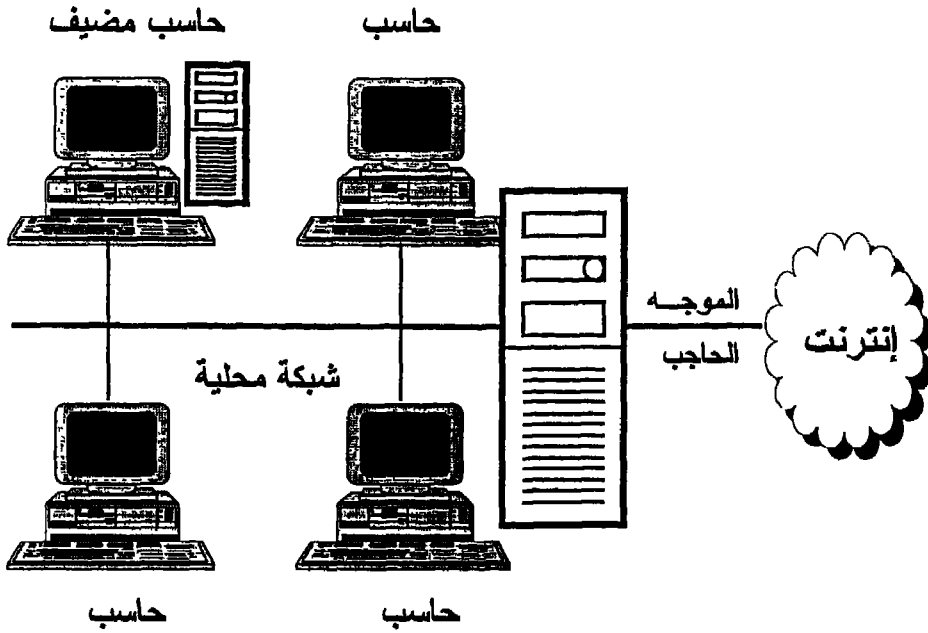 حاسب
حاسب مضيف
الموجه
الحاجب
إنترنت
شبكة محلية
حاسب
حاسب